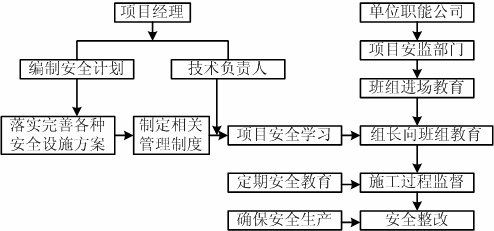 项目经理
单位职能公司
项目安监部门
编制安全计划
技术负责人
班组进场教育
落实完善各种
安全设施方案
制定相关
管理制度
项目安全学习
组长向班组教育
定期安全教育
施工过程监督
确保安全生产
安全整改